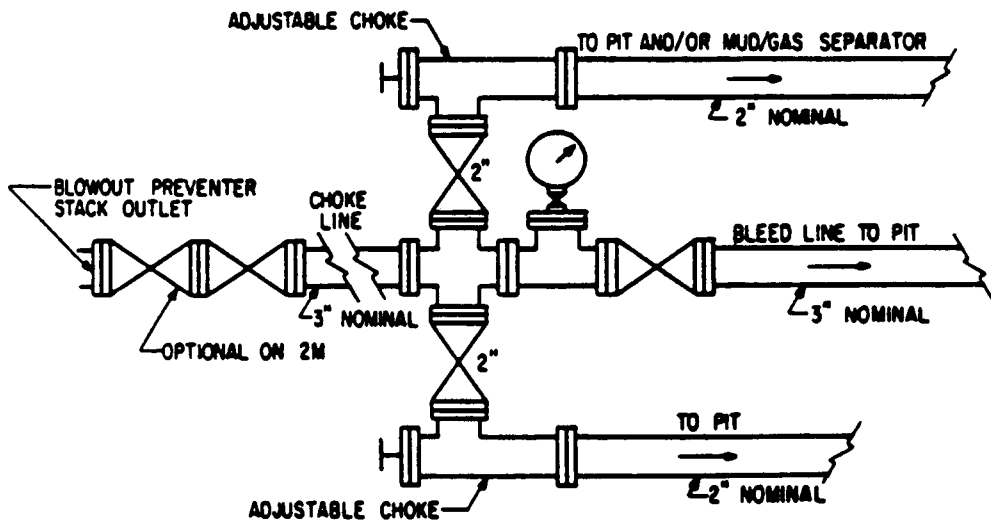 ADJUSTABLE CHOKE
TO PIT AND/OR MUD/GAS SEPARATOR
2" NOMINAL
2"
BLOWOUT PREVENTER
STACK OUTLET
CHOKE
LINE
BLEED LINE TO PIT
3" NOMINAL
3" NOMINAL
OPTIONAL ON 2M
2"
TO PIT
2" NOMINAL
ADJUSTABLE CHOKE